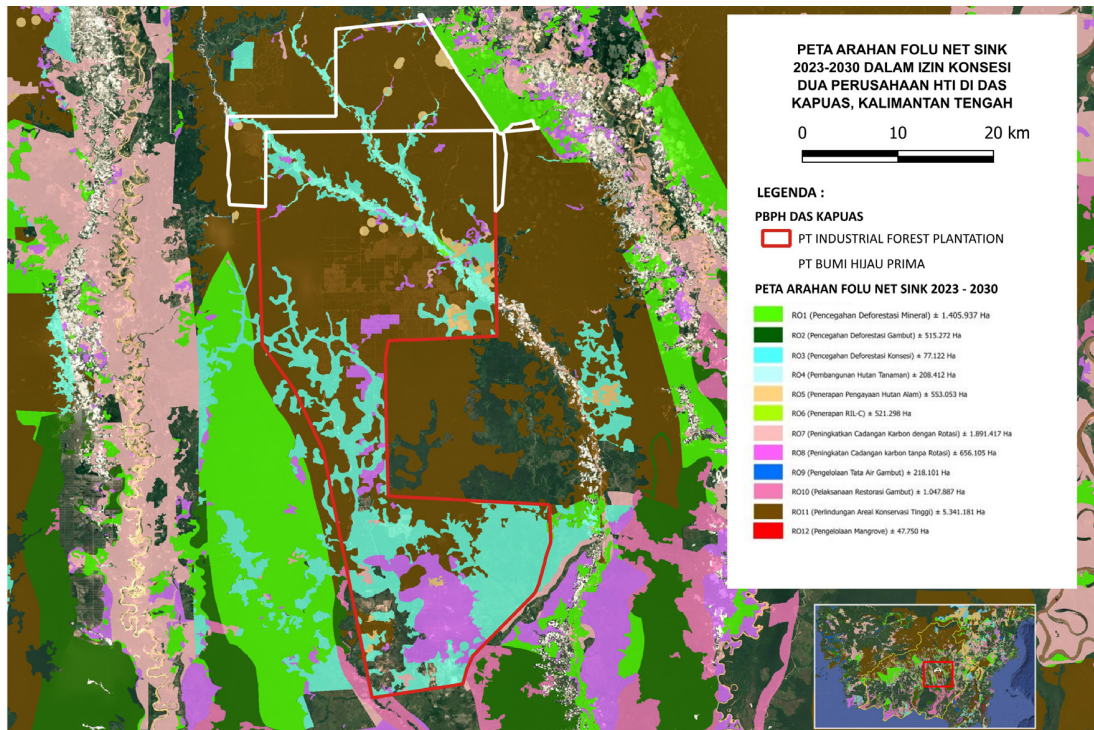 PETA ARAHAN FOLU NET SINK
2023-2030 DALAM IZIN KONSESI
DUA PERUSAHAAN HTI DI DAS
KAPUAS, KALIMANTAN TENGAH
0 10 20 km
LEGENDA :
PBPH DAS KAPUAS
PT INDUSTRIAL FOREST PLANTATION
PT BUMI HIJAU PRIMA
PETA ARAHAN FOLU NET SINK 2023 - 2030
RO1 (Pencegahan Deforestasi Mineral) ± 1.405.937 Ha
RO2 (Pencegahan Deforestasi Gambut) ± 515.272 Ha
RO3 (Pencegahan Deforestasi Konsesi) ± 77.122 Ha
RO4 (Pembangunan Hutan Tanaman) ± 208.412 Ha
RO5 (Penerapan Pengayaan Hutan Alam) ± 553.053 Ha
RO6 (Penerapan RIL-C) ± 521.298 Ha
RO7 (Peningkatkan Cadangan Karbon dengan Rotasi) ± 1.891.417 Ha
RO8 (Peningkatan Cadangan karbon tanpa Rotasi) ± 656.105 Ha
RO9 (Pengelolaan Tata Air Gambut) ± 218.101 Ha
RO10 (Pelaksanaan Restorasi Gambut) ± 1.047.887 Ha
RO11 (Perlindungan Areal Konservasi Tinggi) ± 5.341.181 Ha
RO12 (Pengelolaan Mangrove) ± 47.750 Ha